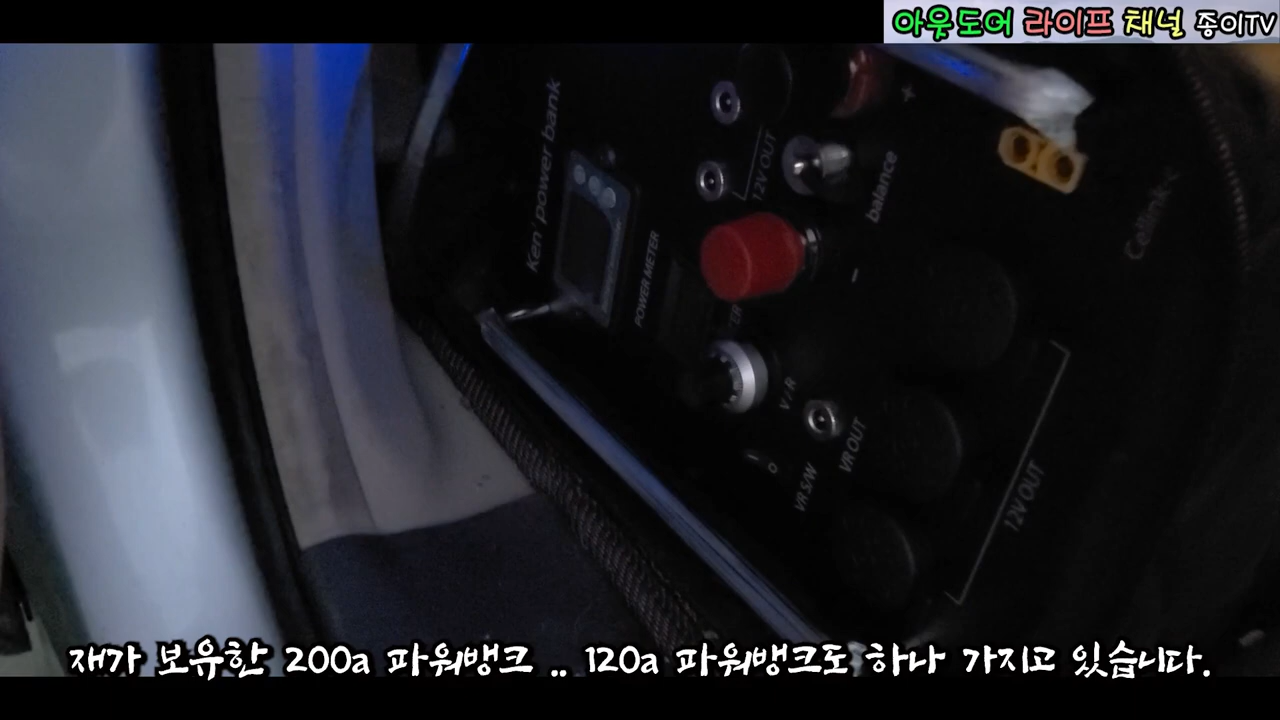 아웃도어 라이프 채널 종이TV
Ken' power bank
POWER METER
12V OUT
+
balance
-
V/R
VR OUT
VR S/W
12V OUT
재가 보유한 200a 파워뱅크 .. 120a 파워뱅크도 하나 가지고 있습니다.